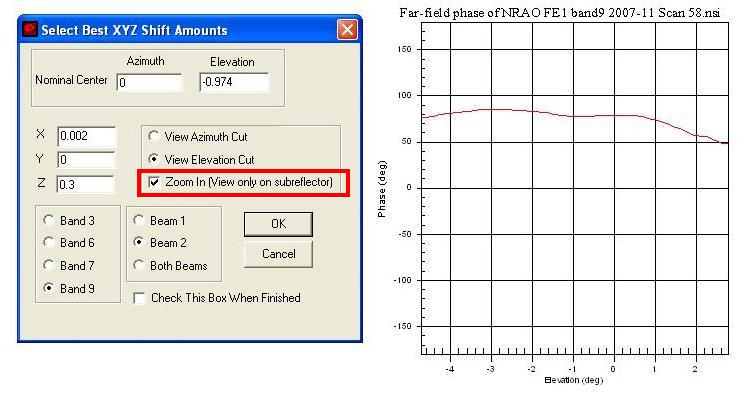 Select Best XYZ Shift Amounts
Azimuth Elevation
Nominal Center 0 -0.974
X 0.002
Y 0
Z 0.3
View Azimuth Cut
View Elevation Cut
Zoom In (View only on subreflector)
Band 3
Band 6
Band 7
Band 9
Beam 1
Beam 2
Both Beams
OK
Cancel
Check This Box When Finished
Far-field phase of NRAO FE1 band9 2007-11 Scan 58.nsi
Phase (deg)
150
100
50
0
-50
-100
-150
-4 -3 -2 -1 0 1 2
Elevation (deg)